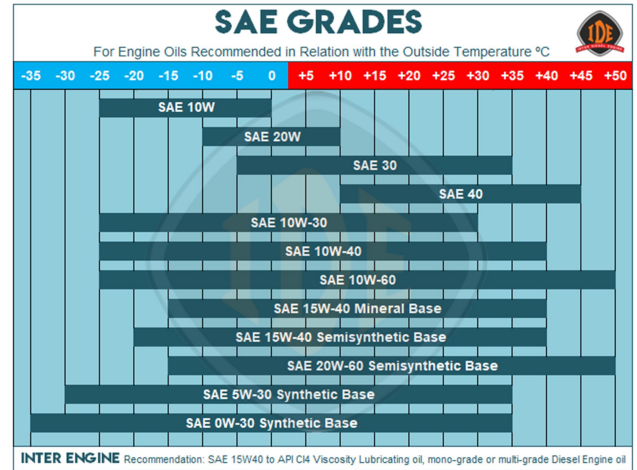 SAE GRADES
For Engine Oils Recommended in Relation with the Outside Temperature ºC
IDE
-35 -30 -25 -20 -15 -10 -5 0 +5 +10 +15 +20 +25 +30 +35 +40 +45 +50
SAE 10W
SAE 20W
SAE 30
SAE 40
SAE 10W-30
SAE 10W-40
SAE 10W-60
SAE 15W-40 Mineral Base
SAE 15W-40 Semisynthetic Base
SAE 20W-60 Semisynthetic Base
SAE 5W-30 Synthetic Base
SAE 0W-30 Synthetic Base
IDE
INTER ENGINE Recommendation: SAE 15W40 to API CI4 Viscosity Lubricating oil, mono-grade or multi-grade Diesel Engine oil